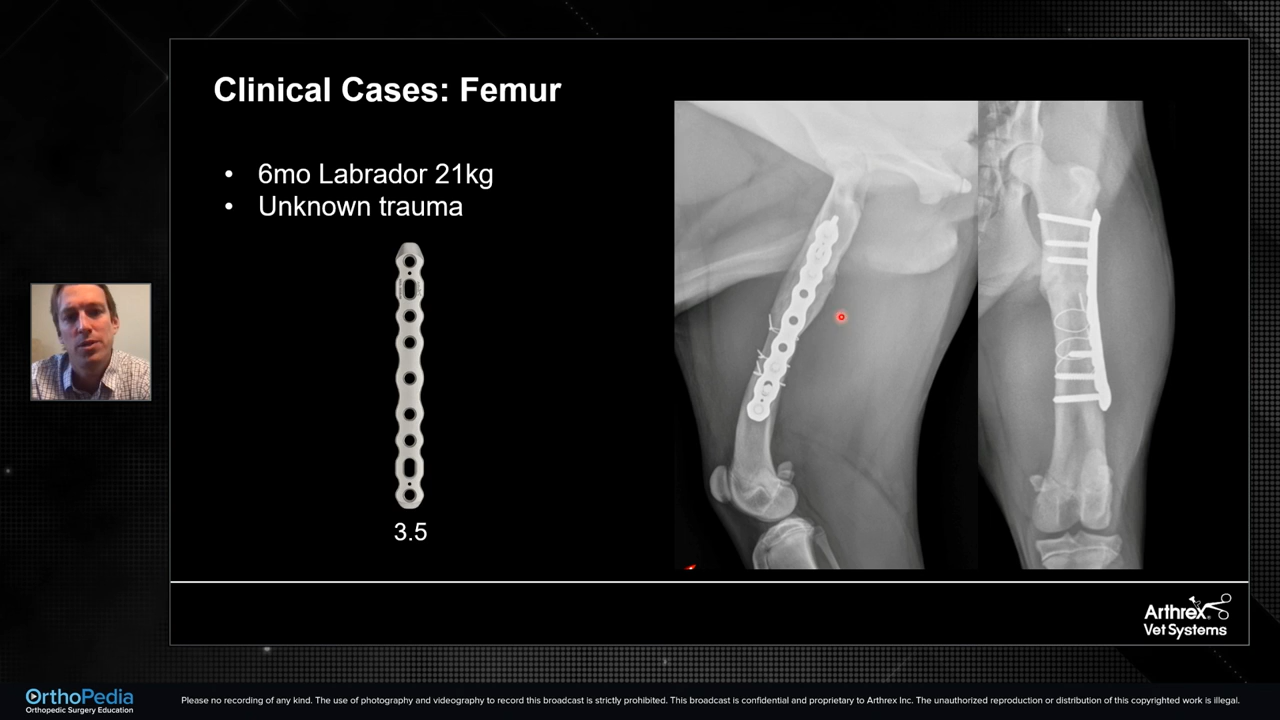 Clinical Cases: Femur
• 6mo Labrador 21kg
• Unknown trauma
3.5
Arthrex
Vet Systems
OrthoPedia
Orthopedic Surgery Education
Please no recording of any kind. The use of photography and videography to record this broadcast is strictly prohibited. This broadcast is confidential and proprietary to Arthrex Inc. The unauthorized reproduction or distribution of this copyrighted work is illegal.